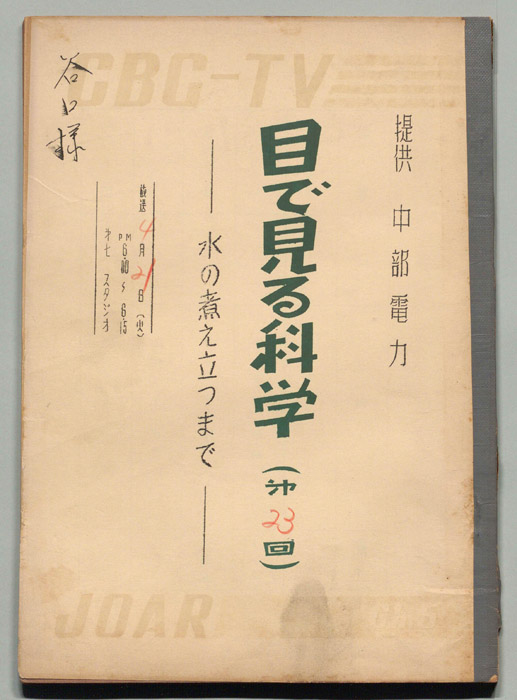 CBC-TV
提供 中部電力
目で見る科学
(第23回)
水の煮え立つまで
放送 4月21日(火)
PM 6.00~6.15
第七 スタジオ
谷口様
JOAR